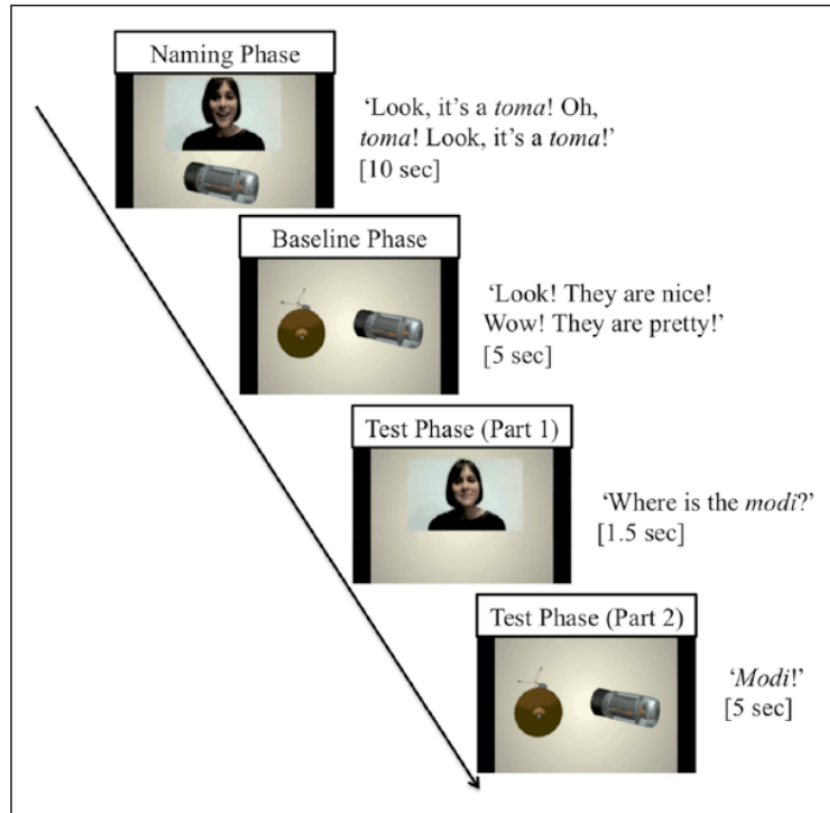 Naming Phase
‘Look, it’s a toma! Oh,
toma! Look, it’s a toma!’
[10 sec]
Baseline Phase
‘Look! They are nice!
Wow! They are pretty!’
[5 sec]
Test Phase (Part 1)
‘Where is the modi?’
[1.5 sec]
Test Phase (Part 2)
‘Modi!’
[5 sec]